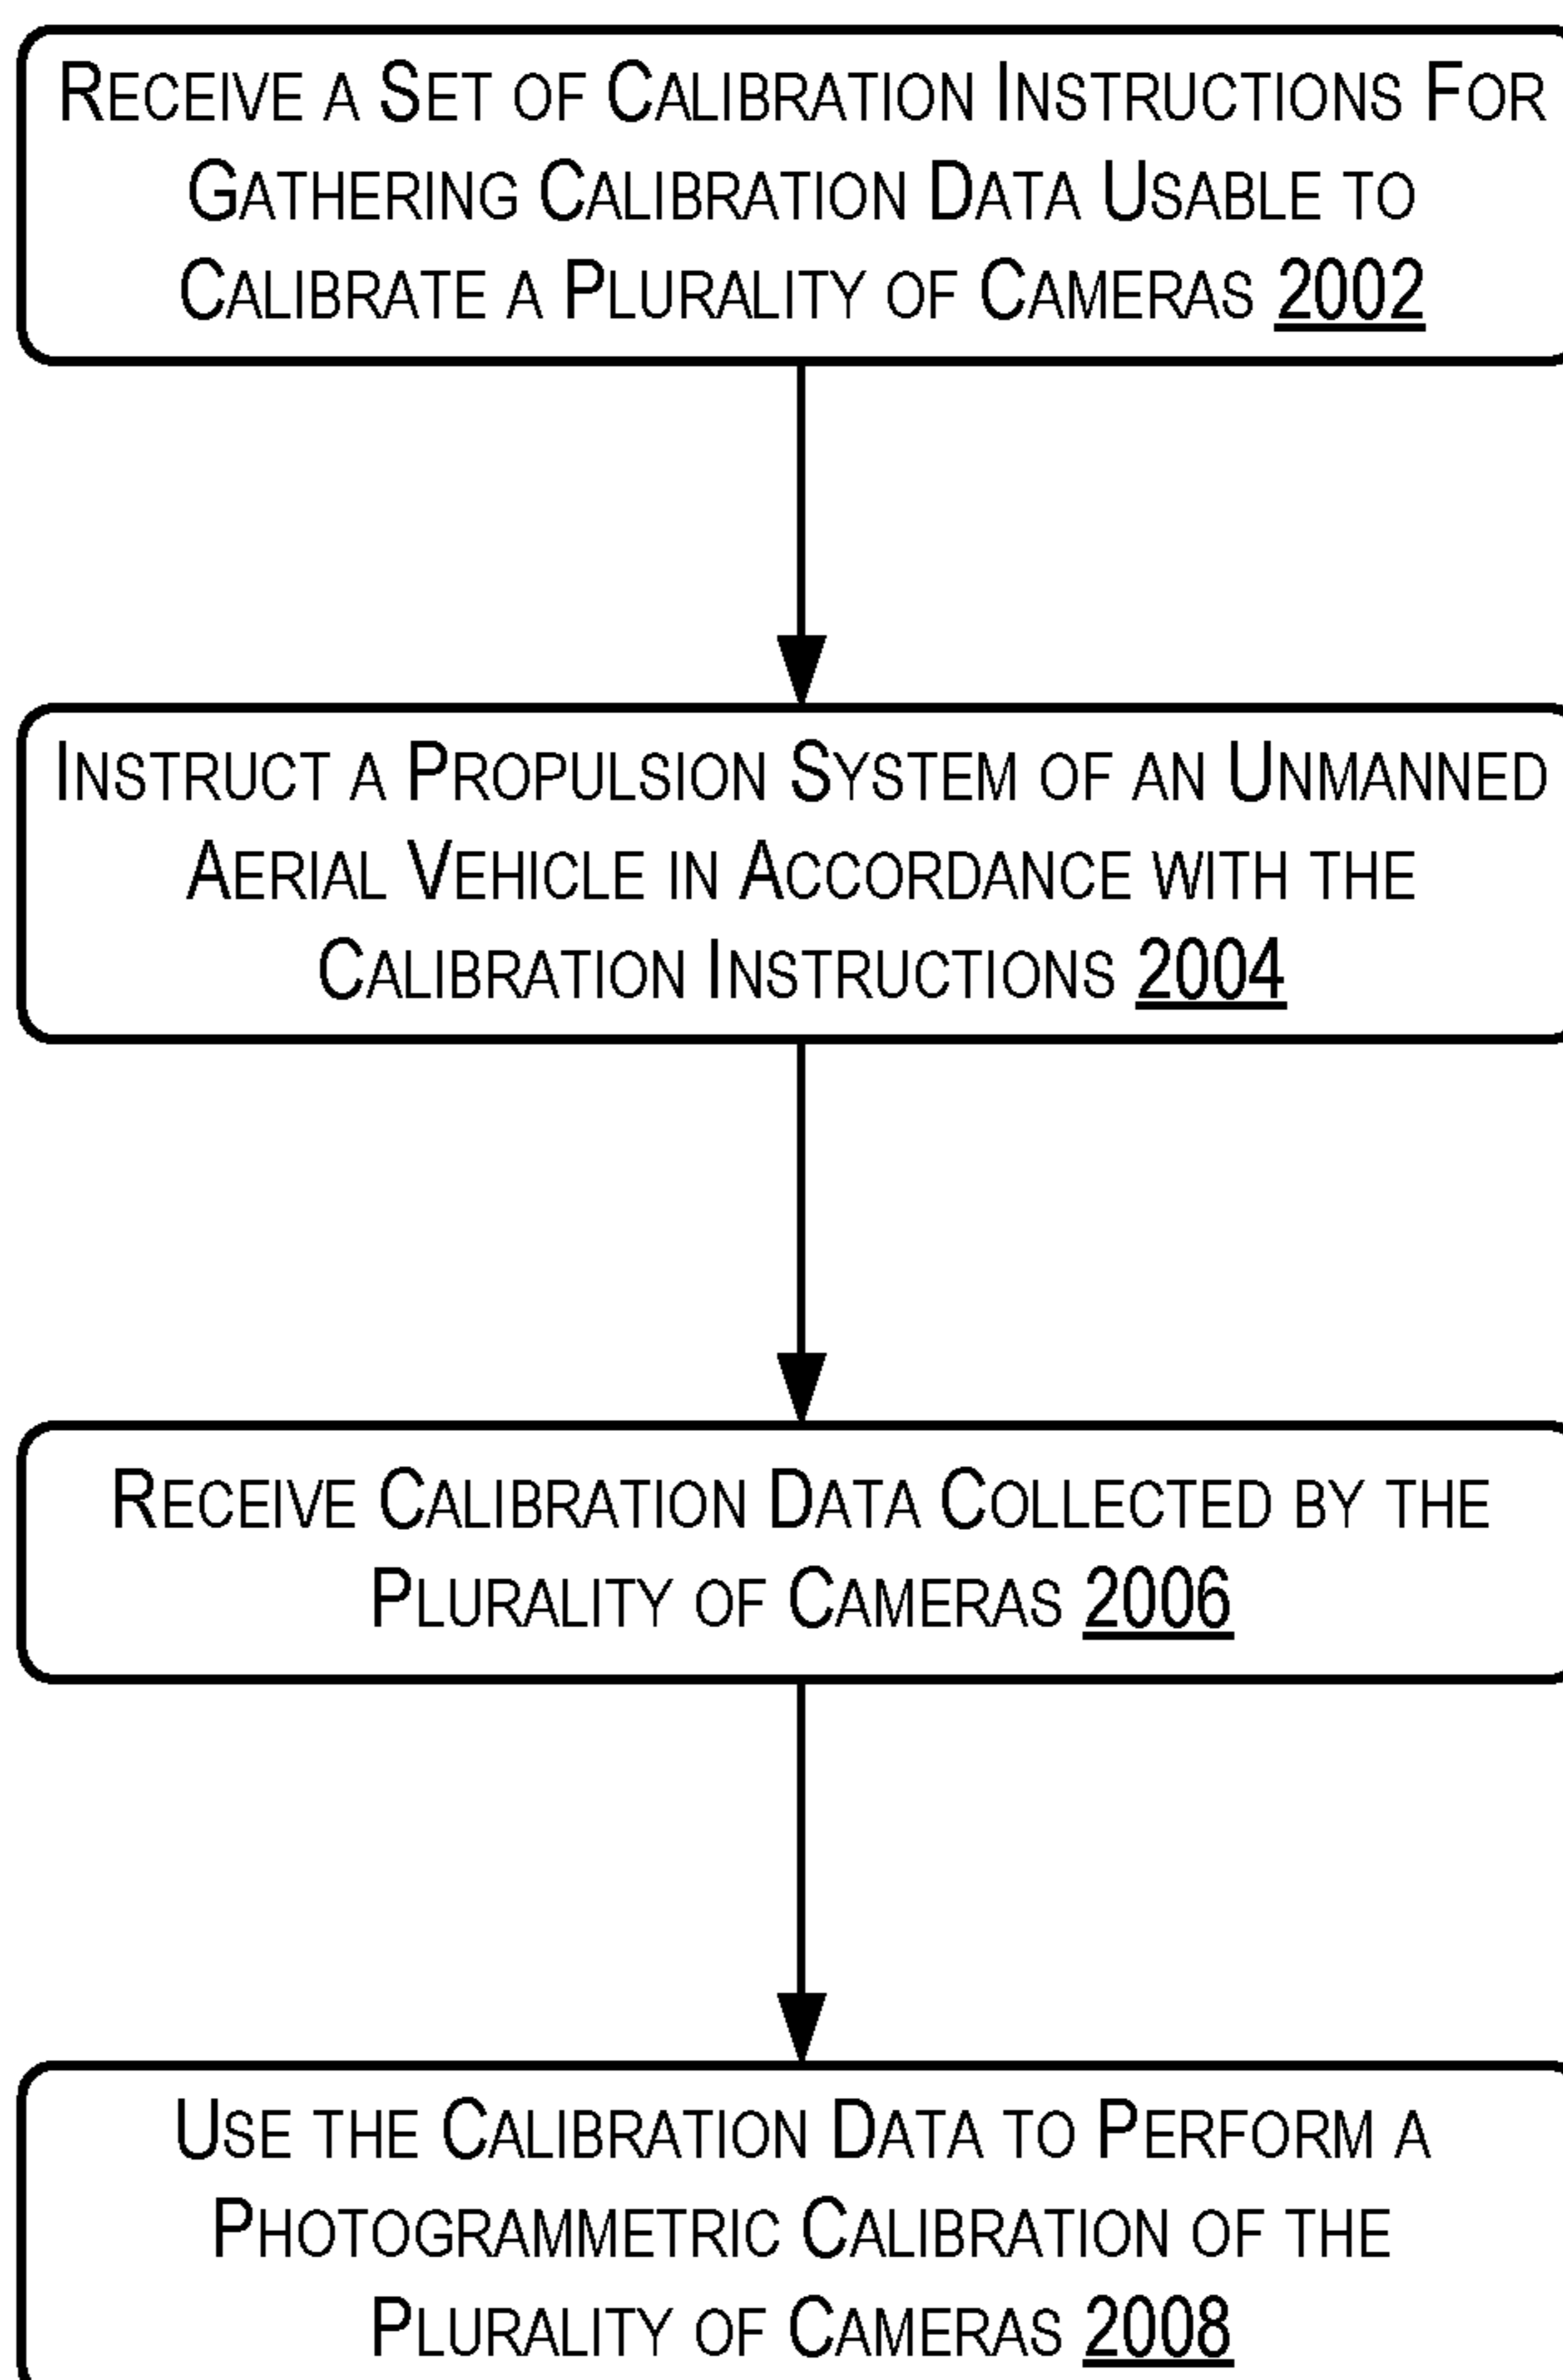 RECEIVE A SET OF CALIBRATION INSTRUCTIONS FOR
GATHERING CALIBRATION DATA USABLE TO
CALIBRATE A PLURALITY OF CAMERAS 2002
INSTRUCT A PROPULSION SYSTEM OF AN UNMANNED
AERIAL VEHICLE IN ACCORDANCE WITH THE
CALIBRATION INSTRUCTIONS 2004
RECEIVE CALIBRATION DATA COLLECTED BY THE
PLURALITY OF CAMERAS 2006
USE THE CALIBRATION DATA TO PERFORM A
PHOTOGRAMMETRIC CALIBRATION OF THE
PLURALITY OF CAMERAS 2008